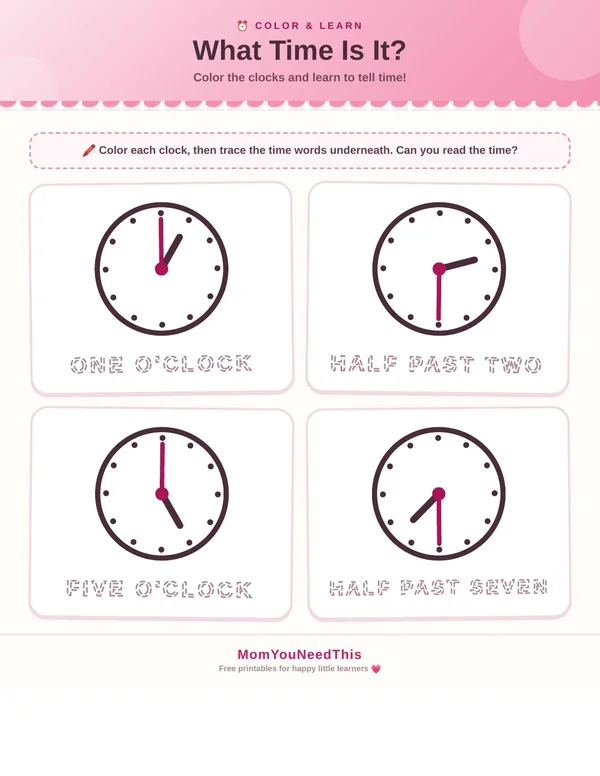 ⏰ COLOR & LEARN
What Time Is It?
Color the clocks and learn to tell time!
🖍️ Color each clock, then trace the time words underneath. Can you read the time?
ONE O'CLOCK
HALF PAST TWO
FIVE O'CLOCK
HALF PAST SEVEN
MomYouNeedThis
Free printables for happy little learners 💗